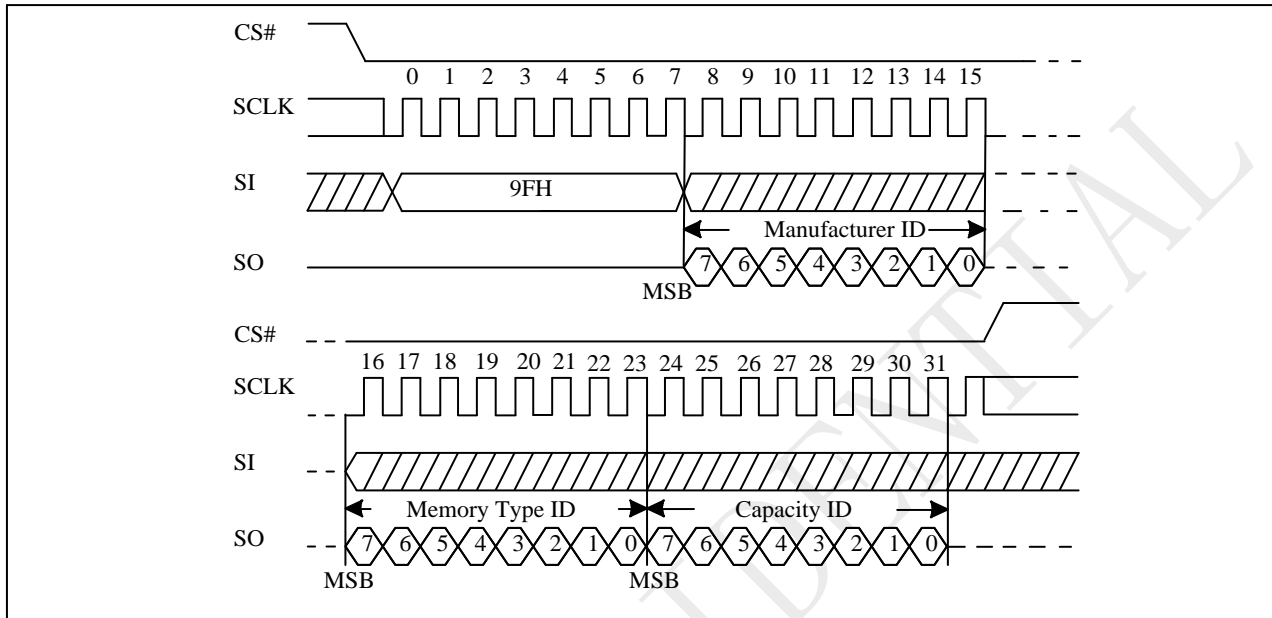 CS#
0 1 2 3 4 5 6 7 8 9 10 11 12 13 14 15
SCLK
SI
9FH
Manufacturer ID
SO
7 6 5 4 3 2 1 0
MSB
CS#
16 17 18 19 20 21 22 23 24 25 26 27 28 29 30 31
SCLK
SI
Memory Type ID Capacity ID
SO
7 6 5 4 3 2 1 0 7 6 5 4 3 2 1 0
MSB MSB
IDENTIAL